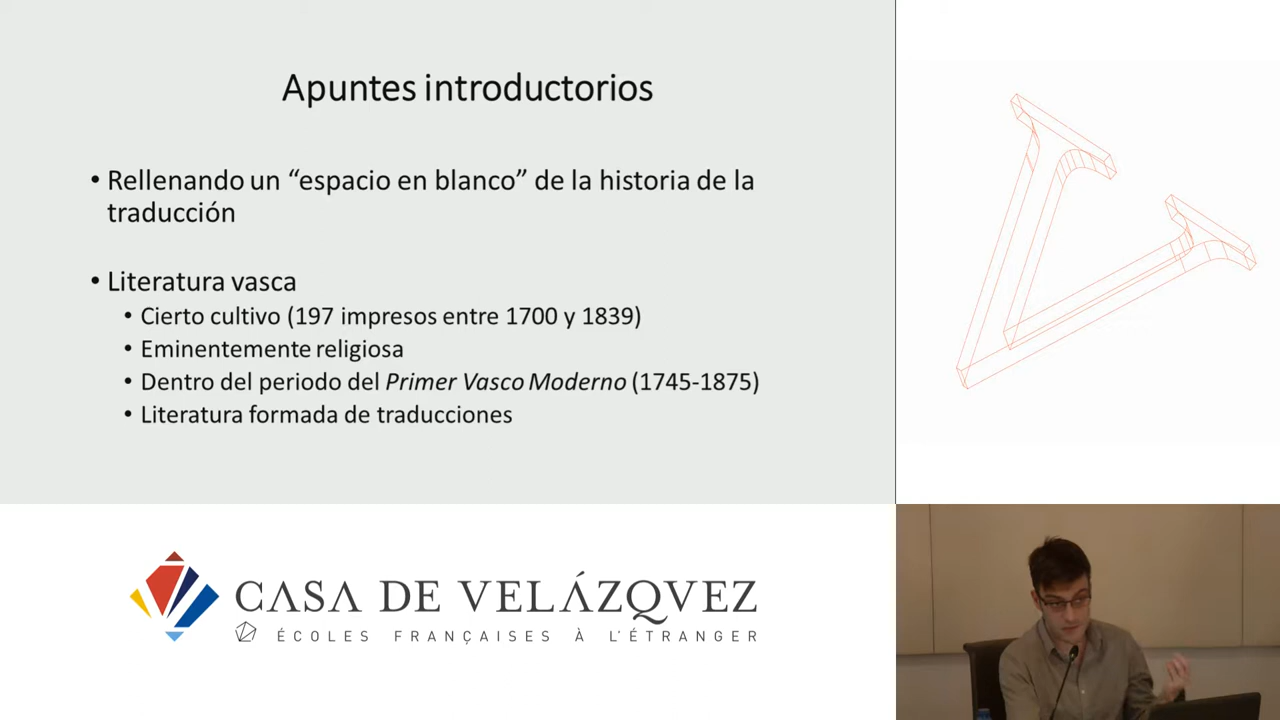 Apuntes introductorios
• Rellenando un “espacio en blanco” de la historia de la
traducción
• Literatura vasca
• Cierto cultivo (197 impresos entre 1700 y 1839)
• Eminentemente religiosa
• Dentro del periodo del Primer Vasco Moderno (1745-1875)
• Literatura formada de traducciones
CASA DE VELÁZQVEZ
ÉCOLES FRANÇAISES À L'ÉTRANGER